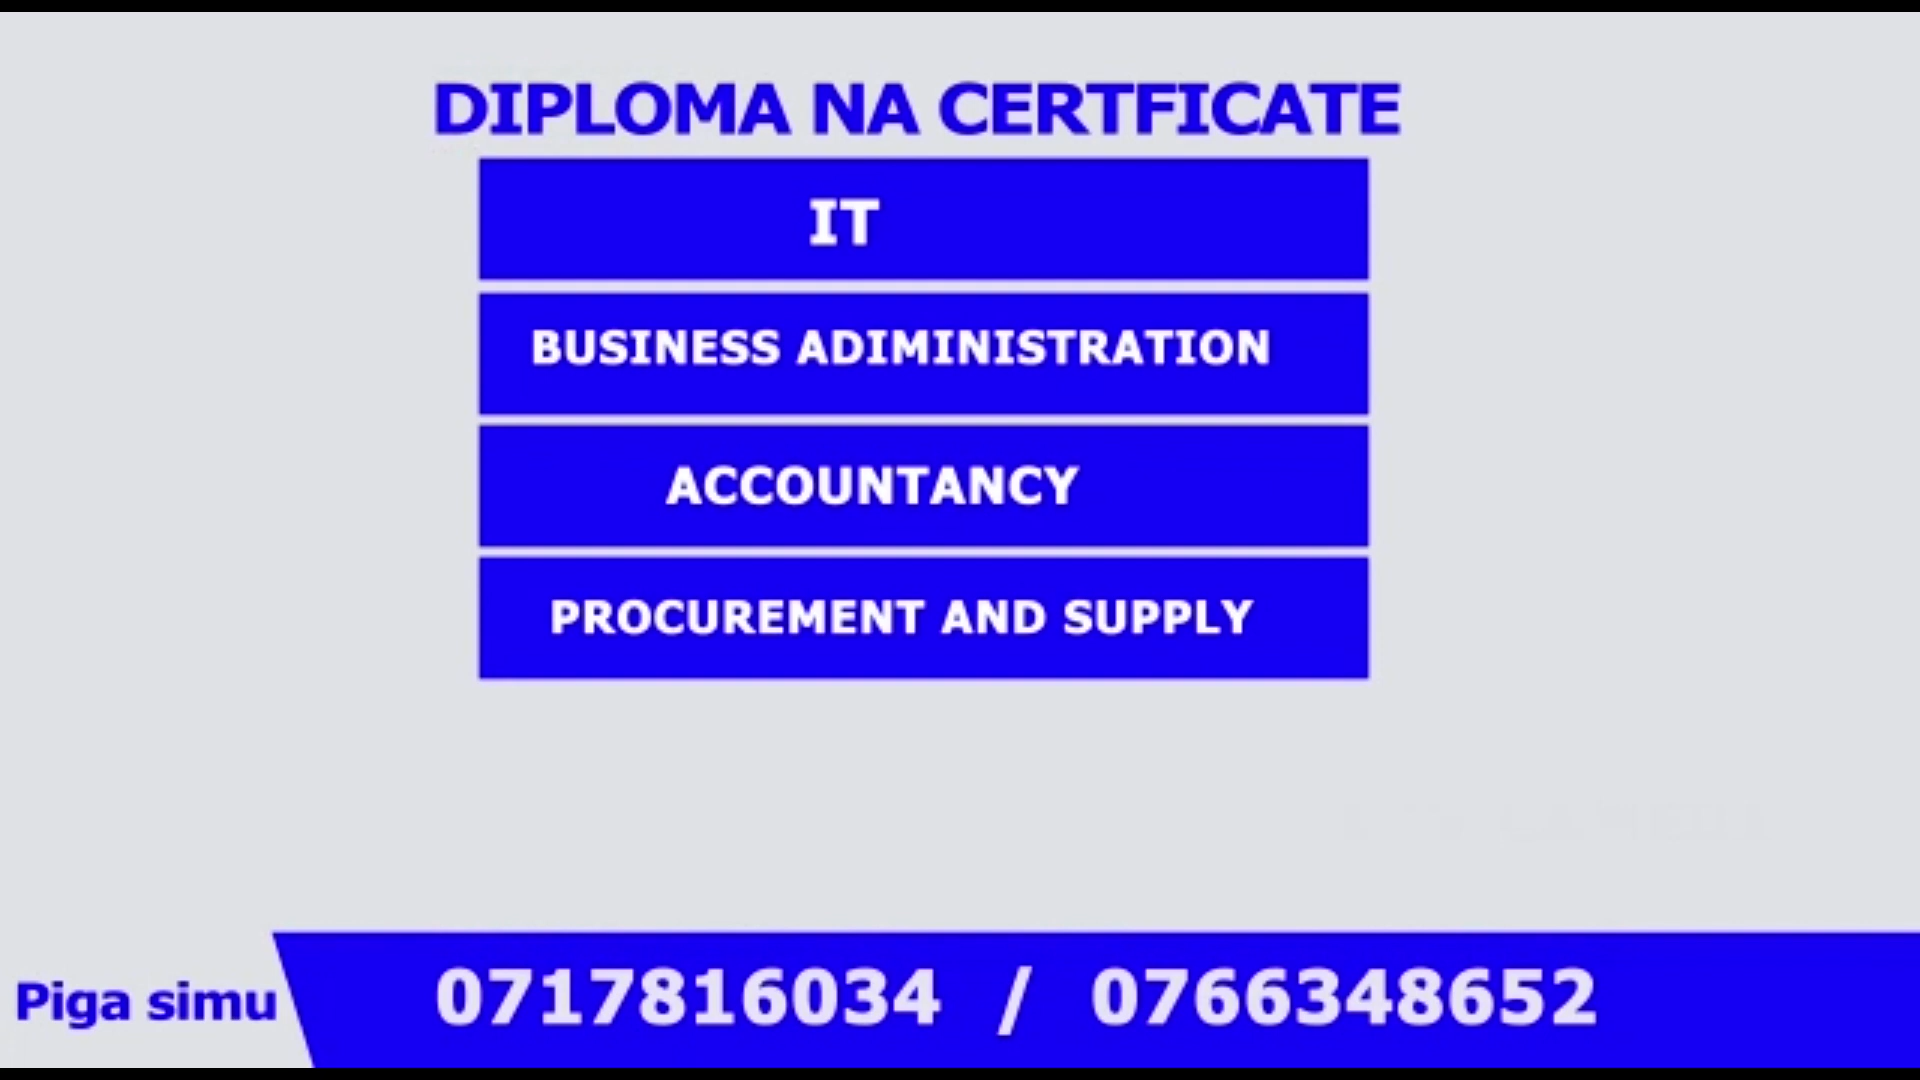 DIPLOMA NA CERTFICATE
IT
BUSINESS ADIMINISTRATION
ACCOUNTANCY
PROCUREMENT AND SUPPLY
Piga simu 0717816034 / 0766348652